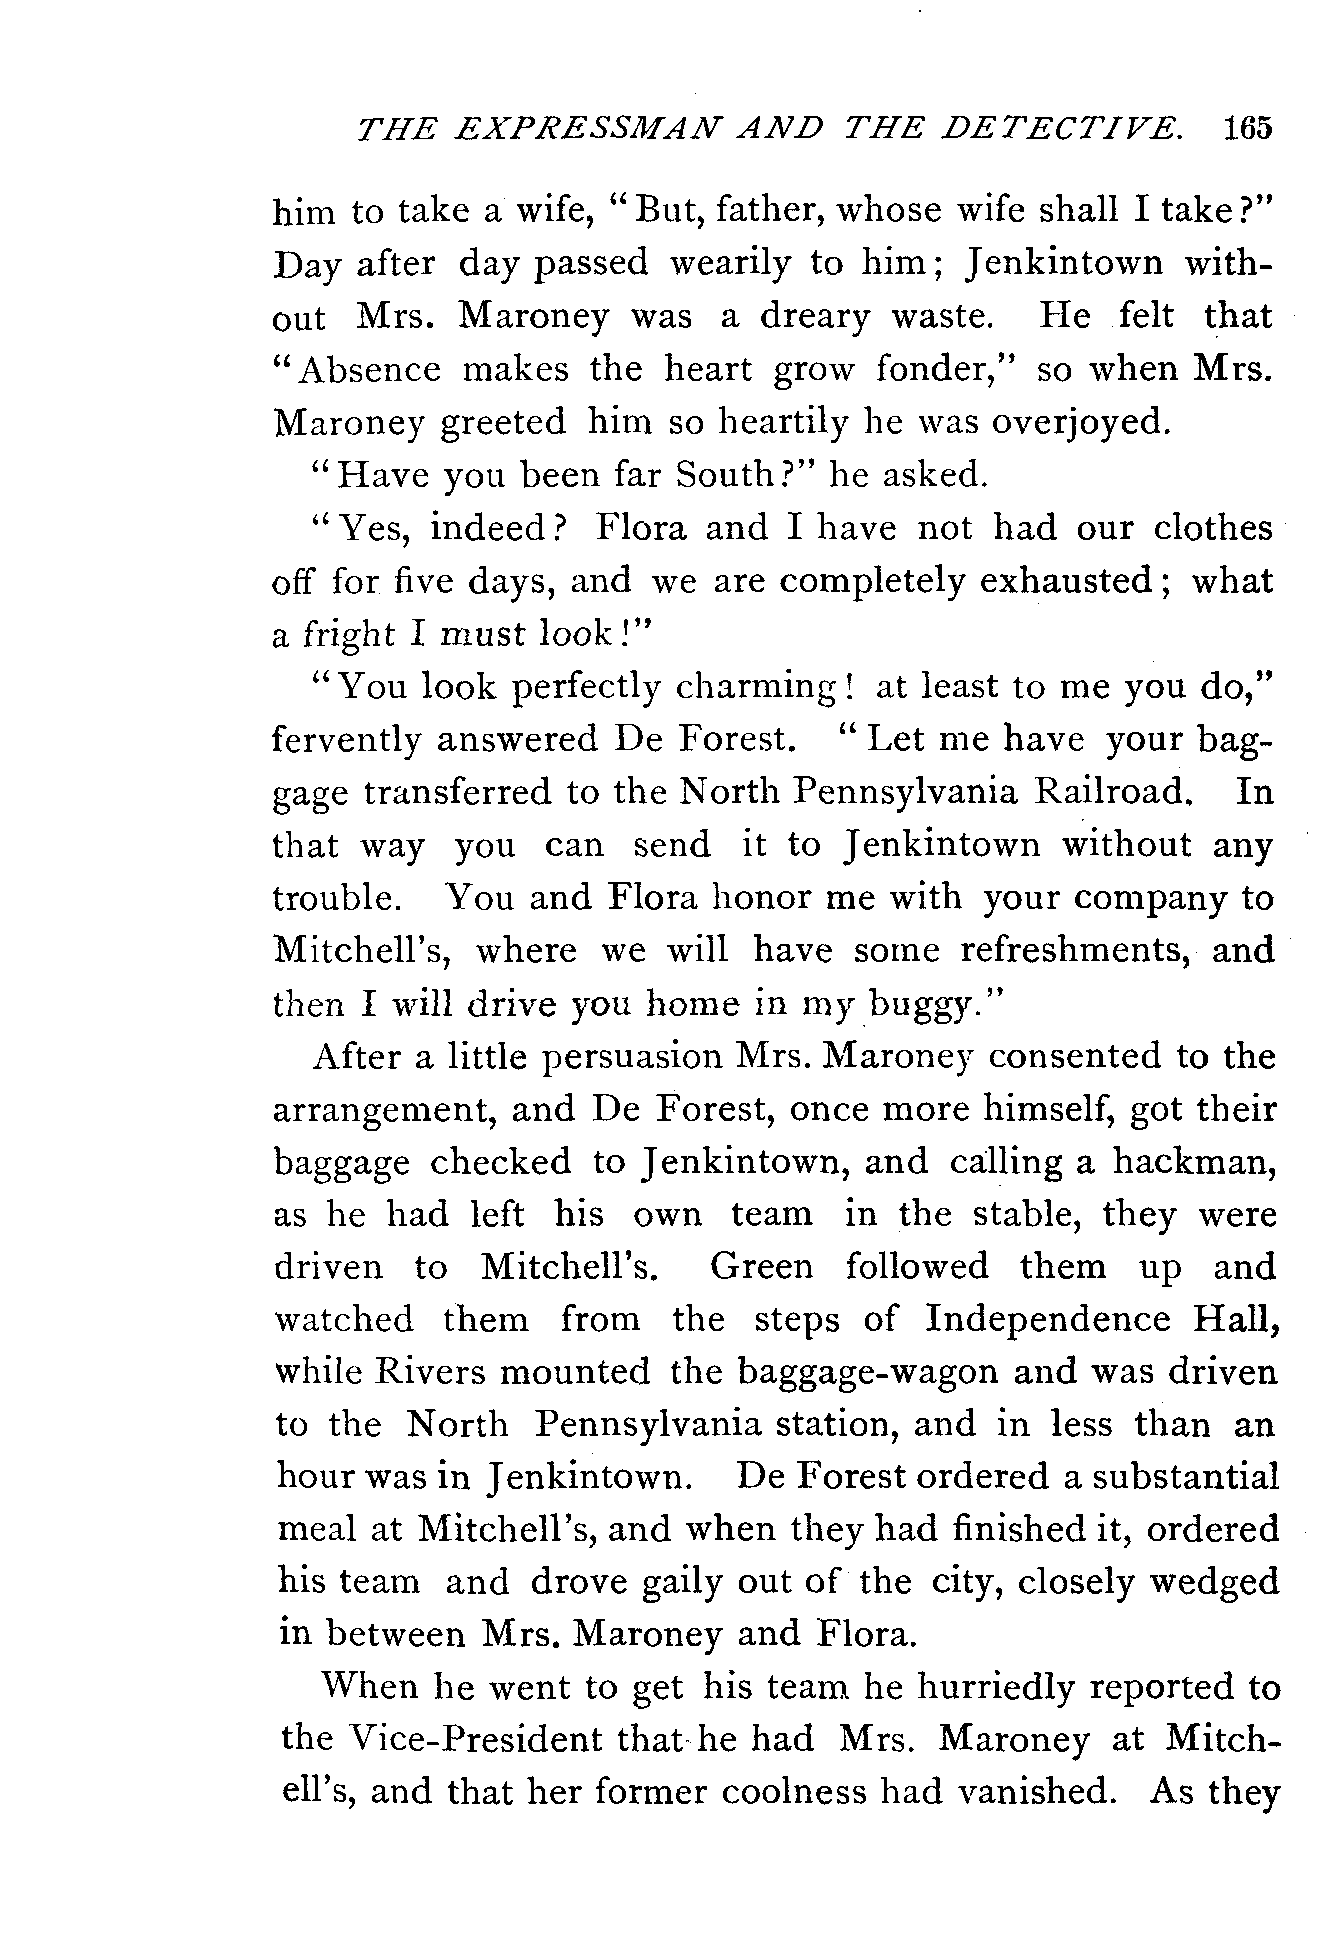 THE EXPRESSMAN AND THE DETECTIVE. 165
him to take a wife, "But, father, whose wife shall I take?"
Day after day passed wearily to him; Jenkintown with-
out Mrs. Maroney was a dreary waste. He felt that
"Absence makes the heart grow fonder," so when Mrs.
Maroney greeted him so heartily he was overjoyed.
"Have you been far South?" he asked.
"Yes, indeed? Flora and I have not had our clothes
off for five days, and we are completely exhausted; what
a fright I must look!"
"You look perfectly charming! at least to me you do,"
fervently answered De Forest. "Let me have your bag-
gage transferred to the North Pennsylvania Railroad. In
that way you can send it to Jenkintown without any
trouble. You and Flora honor me with your company to
Mitchell's, where we will have some refreshments, and
then I will drive you home in my buggy."
After a little persuasion Mrs. Maroney consented to the
arrangement, and De Forest, once more himself, got their
baggage checked to Jenkintown, and calling a hackman,
as he had left his own team in the stable, they were
driven to Mitchell's. Green followed them up and
watched them from the steps of Independence Hall,
while Rivers mounted the baggage-wagon and was driven
to the North Pennsylvania station, and in less than an
hour was in Jenkintown. De Forest ordered a substantial
meal at Mitchell's, and when they had finished it, ordered
his team and drove gaily out of the city, closely wedged
in between Mrs. Maroney and Flora.
When he went to get his team he hurriedly reported to
the Vice-President that he had Mrs. Maroney at Mitch-
ell's, and that her former coolness had vanished. As they